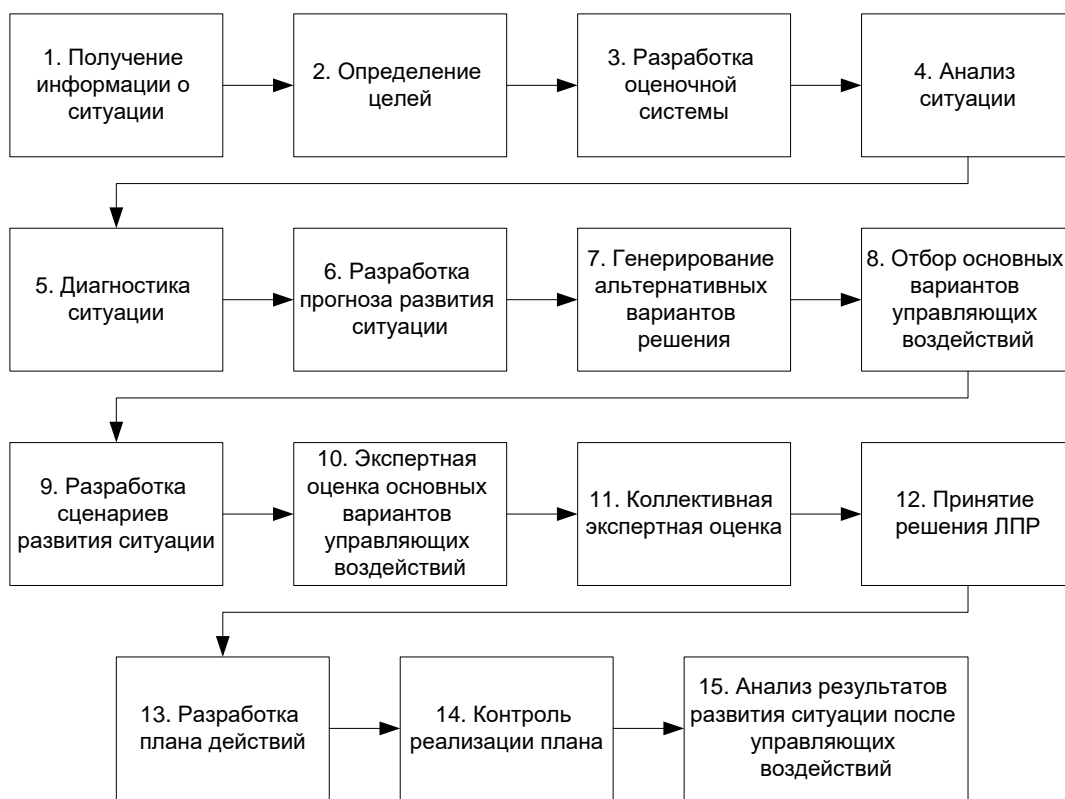 1. Получение
информации о
ситуации
2. Определение
целей
3. Разработка
оценочной
системы
4. Анализ
ситуации
5. Диагностика
ситуации
6. Разработка
прогноза развития
ситуации
7. Генерирование
альтернативных
вариантов
решения
8. Отбор основных
вариантов
управляющих
воздействий
9. Разработка
сценариев
развития ситуации
10. Экспертная
оценка основных
вариантов
управляющих
воздействий
11. Коллективная
экспертная оценка
12. Принятие
решения ЛПР
13. Разработка
плана действий
14. Контроль
реализации плана
15. Анализ результатов
развития ситуации после
управляющих
воздействий